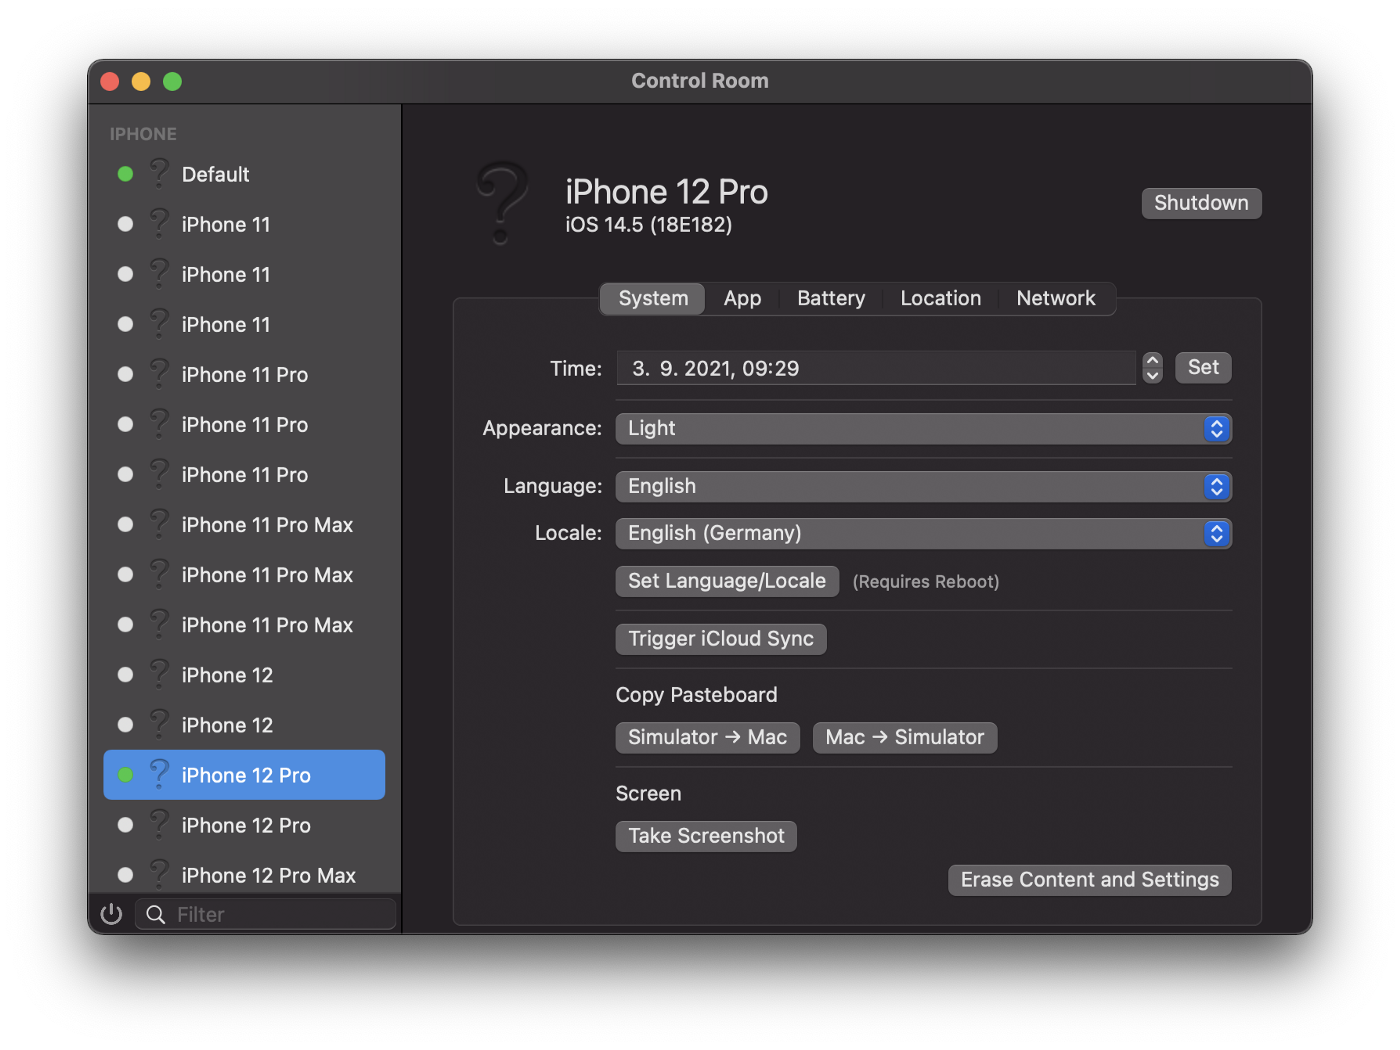 Control Room
IPHONE
Default
iPhone 11
iPhone 11
iPhone 11
iPhone 11 Pro
iPhone 11 Pro
iPhone 11 Pro
iPhone 11 Pro Max
iPhone 11 Pro Max
iPhone 11 Pro Max
iPhone 12
iPhone 12
iPhone 12 Pro
iPhone 12 Pro
iPhone 12 Pro Max
Filter
?
iPhone 12 Pro
iOS 14.5 (18E182)
Shutdown
System App Battery Location Network
Time: 3. 9. 2021, 09:29 Set
Appearance: Light
Language: English
Locale: English (Germany)
Set Language/Locale (Requires Reboot)
Trigger iCloud Sync
Copy Pasteboard
Simulator → Mac Mac → Simulator
Screen
Take Screenshot
Erase Content and Settings